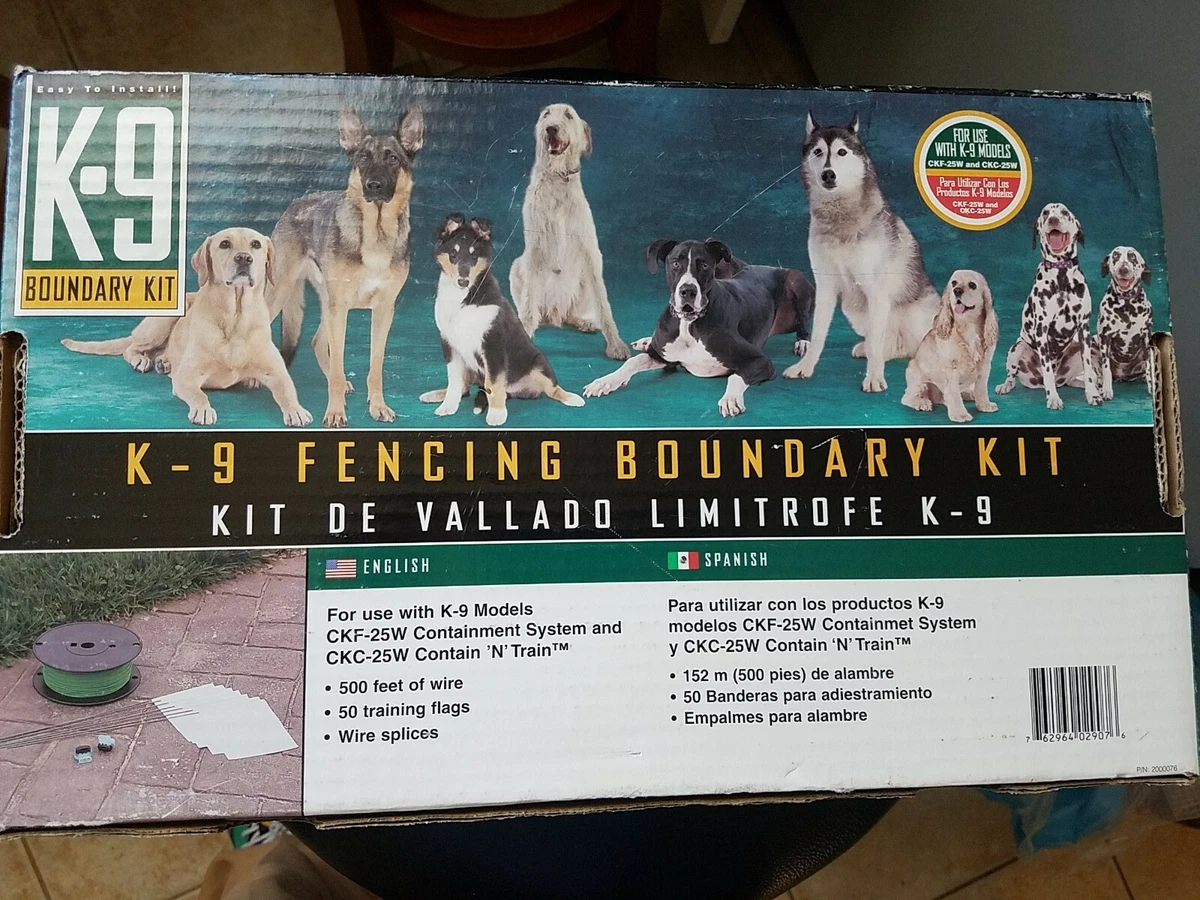 Easy To Install!
K-9
BOUNDARY KIT
FOR USE
WITH K-9 MODELS
CKF-25W and CKC-25W
Para Utilizar Con Los
Productos K-9 Modelos
CKF-25W and
CKC-25W
K-9 FENCING BOUNDARY KIT
KIT DE VALLADO LIMITROFE K-9
ENGLISH
For use with K-9 Models
CKF-25W Containment System and
CKC-25W Contain 'N' Train™
• 500 feet of wire
• 50 training flags
• Wire splices
SPANISH
Para utilizar con los productos K-9
modelos CKF-25W Containmet System
y CKC-25W Contain 'N' Train™
• 152 m (500 pies) de alambre
• 50 Banderas para adiestramiento
• Empalmes para alambre
7 62964 02907 6
P/N: 2000076